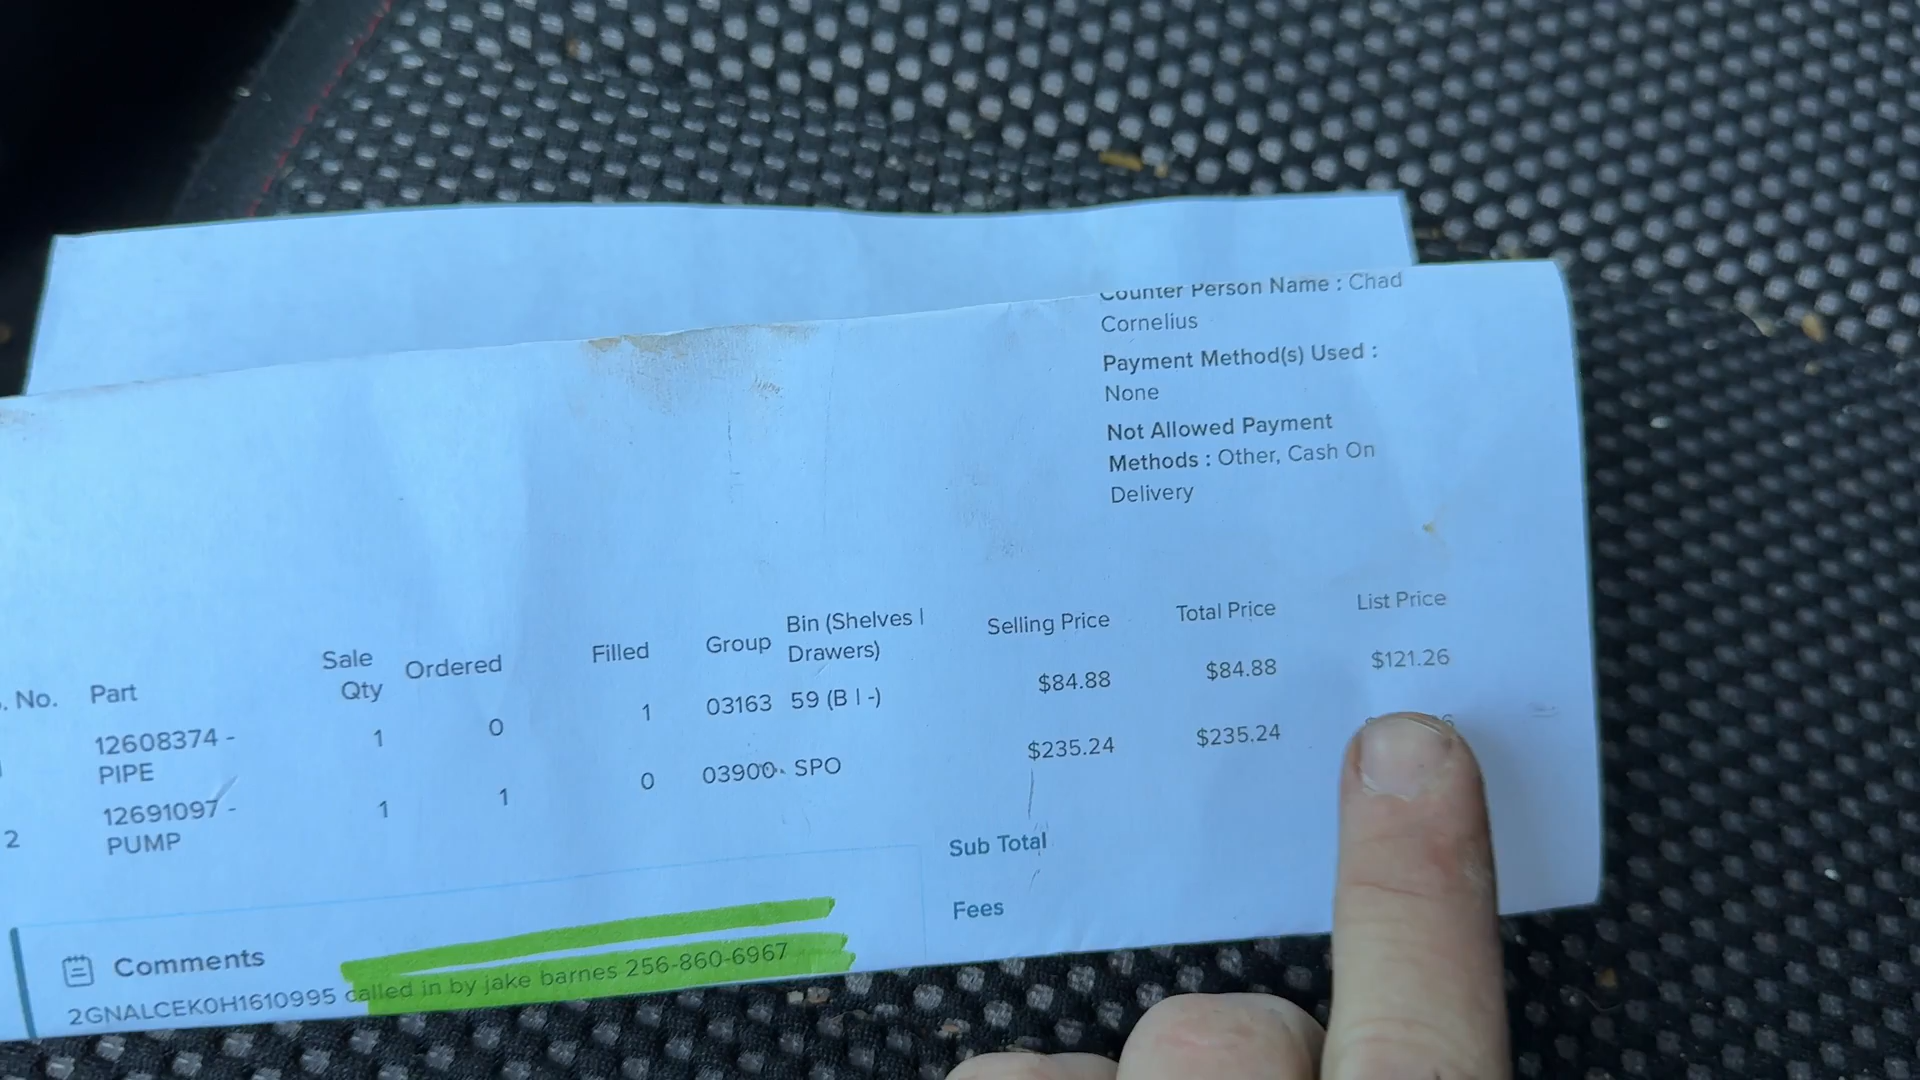 Counter Person Name : Chad
Cornelius
Payment Method(s) Used :
None
Not Allowed Payment
Methods : Other, Cash On
Delivery
. No. Part Sale Qty Ordered Filled Group Bin (Shelves | Drawers) Selling Price Total Price List Price
12608374 - PIPE 1 0 1 03163 59 (B | -) $84.88 $84.88 $121.26
2 12691097 - PUMP 1 1 0 03900 SPO $235.24 $235.24
Sub Total
Fees
Comments
2GNALCEK0H1610995 called in by jake barnes 256-860-6967